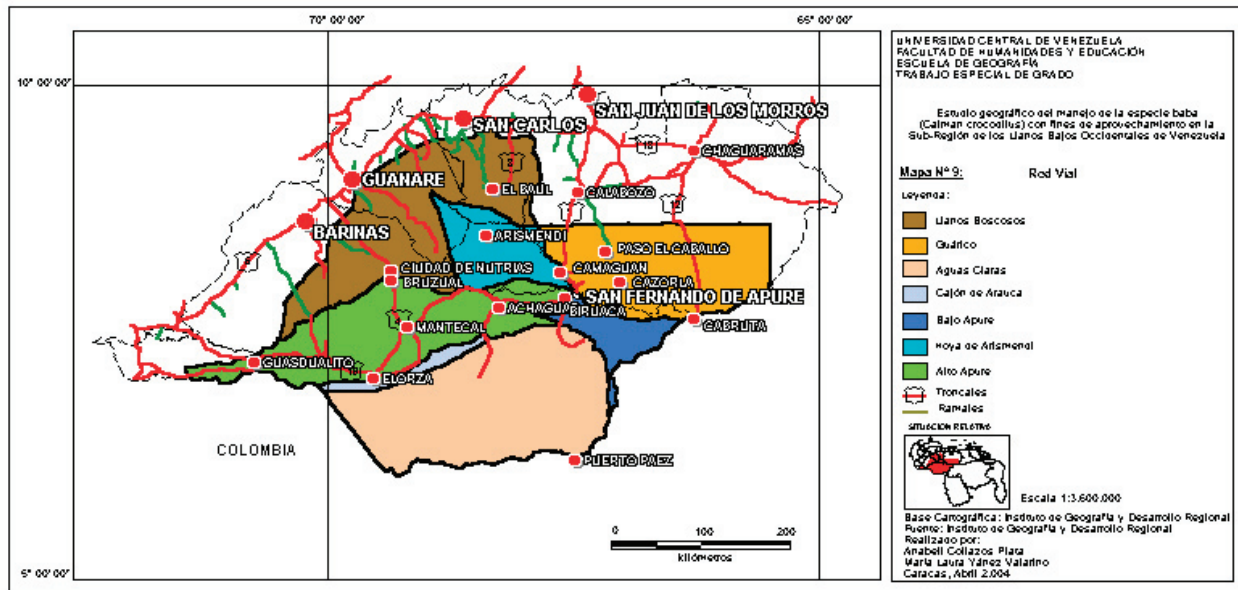 70° 00' 00'
65° 00' 00'
10° 00' 00'
5° 00' 00'
SAN JUAN DE LOS MORROS
SAN CARLOS
CHAGUARAMAS
GUANARE
EL BAUL
CALABOZO
BARINAS
ARISMENDI
PASO EL CABALLO
CIUDAD DE NUTRIAS
CAMAGUAN
BRUZUAL
CAZORLA
SAN FERNANDO DE APURE
ACHAGUA
BIRUACA
MANTECAL
CABRUTA
GUASDUALITO
19
ELORZA
COLOMBIA
PUERTO PAEZ
0 100 200
kilómetros
UNIVERSIDAD CENTRAL DE VENEZUELA
FACULTAD DE HUMANIDADES Y EDUCACIÓN
ESCUELA DE GEOGRAFÍA
TRABAJO ESPECIAL DE GRADO
Estudio geográfico del manejo de la especie baba
(Caiman crocodilus) con fines de aprovechamiento en la
Sub-Región de los Llanos Bajos Occidentales de Venezuela
Mapa Nº 9: Red Vial
Leyenda:
Llanos Boscosos
Guárico
Aguas Claras
Cajón de Arauca
Bajo Apure
Hoya de Arismendi
Alto Apure
Troncales
Ramales
SITUACION RELATIVO
Escala 1:3.600.000
Base Cartográfica: Instituto de Geografía y Desarrollo Regional
Fuente: Instituto de Geografía y Desarrollo Regional
Realizado por:
Anabell Collazos Plata
María Laura Yánez Valarino
Caracas, Abril 2.004